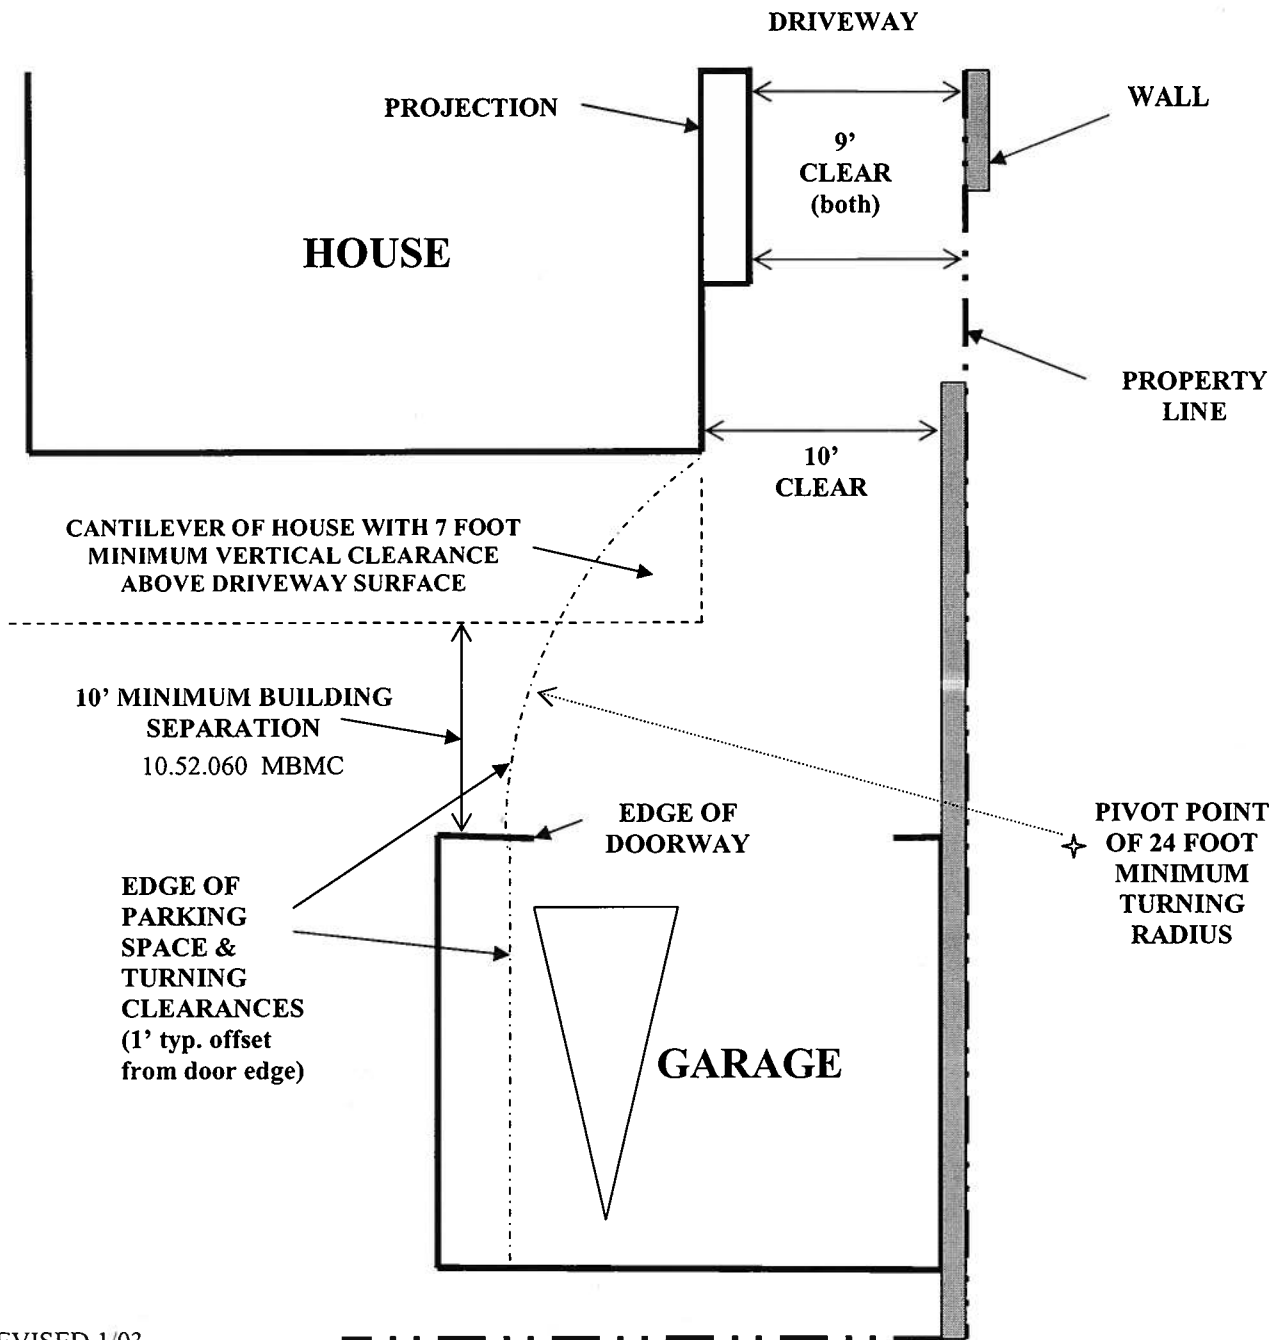 DRIVEWAY
PROJECTION
WALL
9’
CLEAR
(both)
HOUSE
PROPERTY
LINE
10’
CLEAR
CANTILEVER OF HOUSE WITH 7 FOOT
MINIMUM VERTICAL CLEARANCE
ABOVE DRIVEWAY SURFACE
10’ MINIMUM BUILDING
SEPARATION
10.52.060 MBMC
EDGE OF
DOORWAY
PIVOT POINT
OF 24 FOOT
MINIMUM
TURNING
RADIUS
EDGE OF
PARKING
SPACE &
TURNING
CLEARANCES
(1’ typ. offset
from door edge)
GARAGE